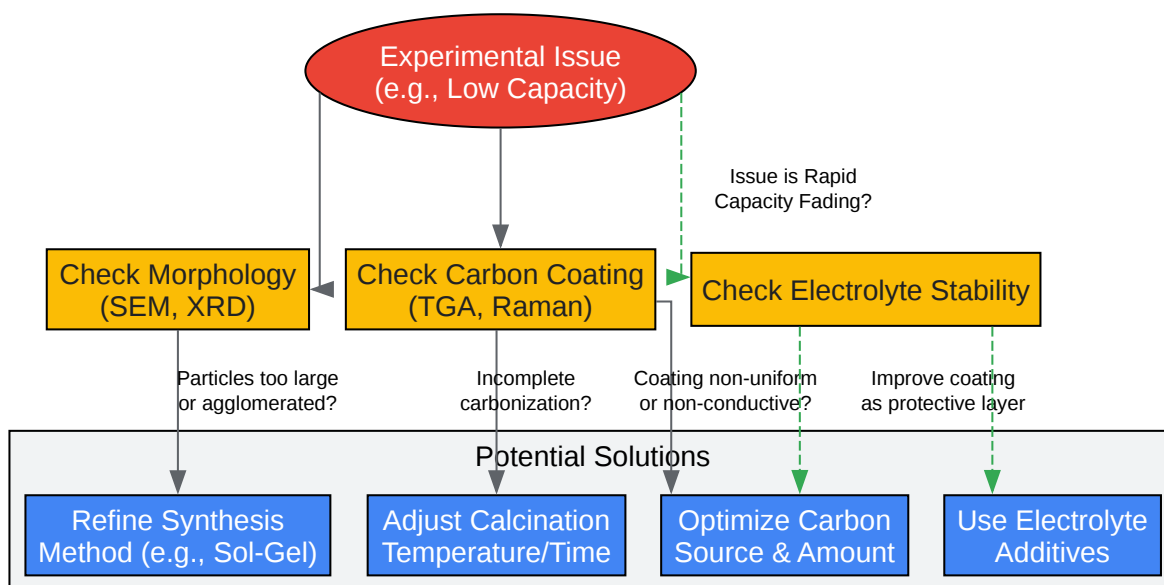 Experimental Issue
(e.g., Low Capacity)
Issue is Rapid
Capacity Fading?
Check Morphology
(SEM, XRD)
Check Carbon Coating
(TGA, Raman)
Check Electrolyte Stability
Particles too large
or agglomerated?
Incomplete
carbonization?
Coating non-uniform
or non-conductive?
Improve coating
as protective layer
Potential Solutions
Refine Synthesis
Method (e.g., Sol-Gel)
Adjust Calcination
Temperature/Time
Optimize Carbon
Source & Amount
Use Electrolyte
Additives